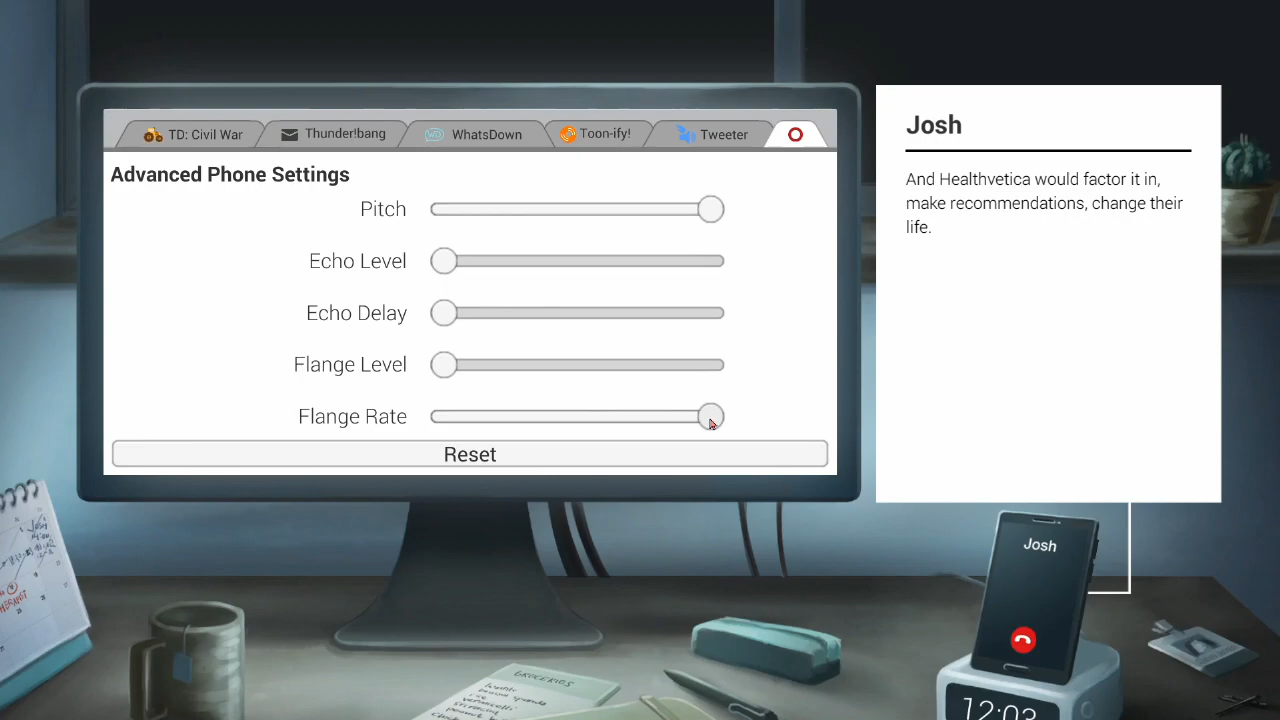 TD: Civil War
Thunder!bang
WhatsDown
Toon-ify!
Tweeter
Advanced Phone Settings
Pitch
Echo Level
Echo Delay
Flange Level
Flange Rate
Reset
Josh
And Healthvetica would factor it in,
make recommendations, change their
life.
Josh
GROCERIES
12:03